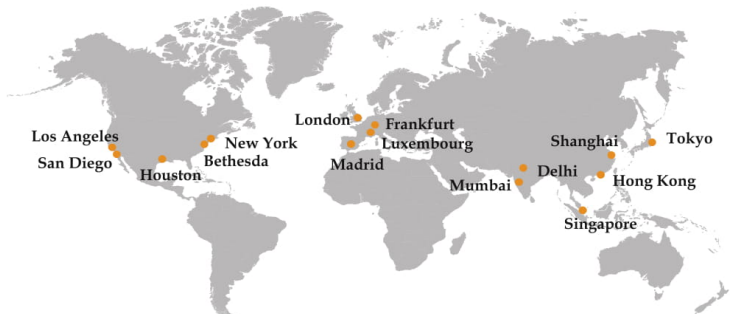 London
Frankfurt
Los Angeles
New York
Luxembourg
Shanghai
Tokyo
San Diego
Bethesda
Madrid
Delhi
Houston
Mumbai
Hong Kong
Singapore